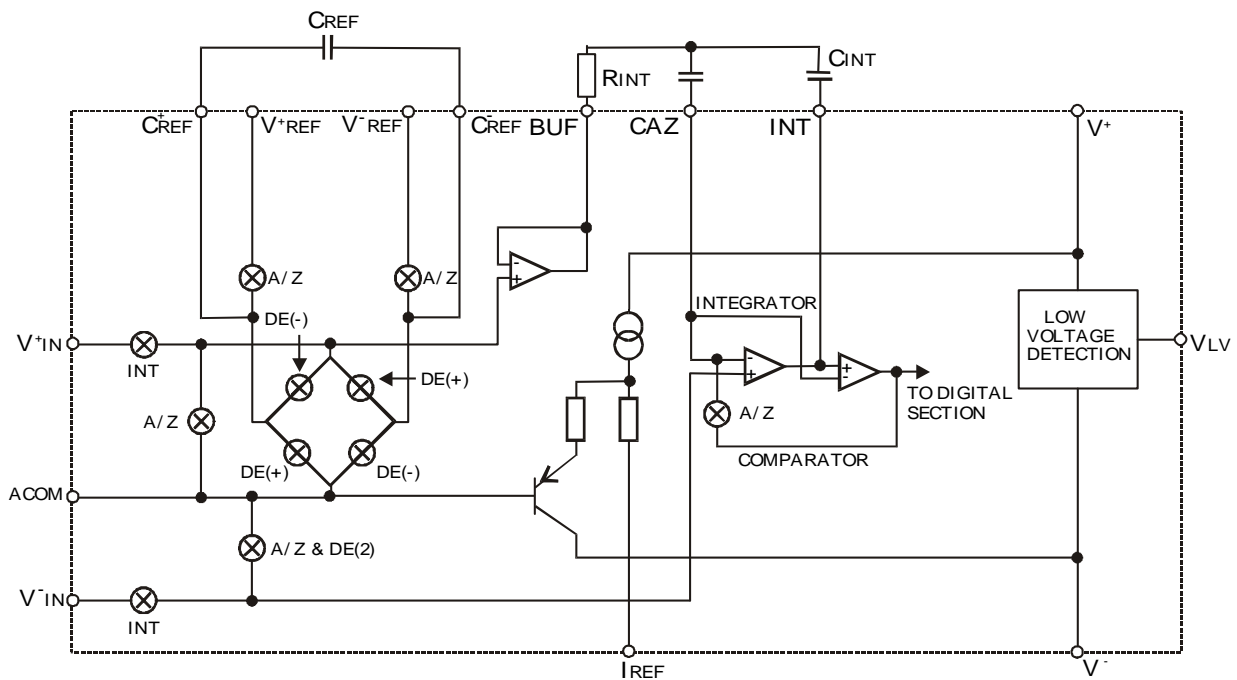 CREF
RINT
CINT
C+REF
V+REF
V-REF
C-REF
BUF
CAZ
INT
V+
A/Z
A/Z
DE(-)
INTEGRATOR
LOW
VOLTAGE
DETECTION
V+IN
VLV
INT
DE(+)
-
+
-
+
+
-
TO DIGITAL
SECTION
A/Z
A/Z
DE(+)
DE(-)
COMPARATOR
ACOM
A/Z & DE(2)
V-IN
INT
IREF
V-